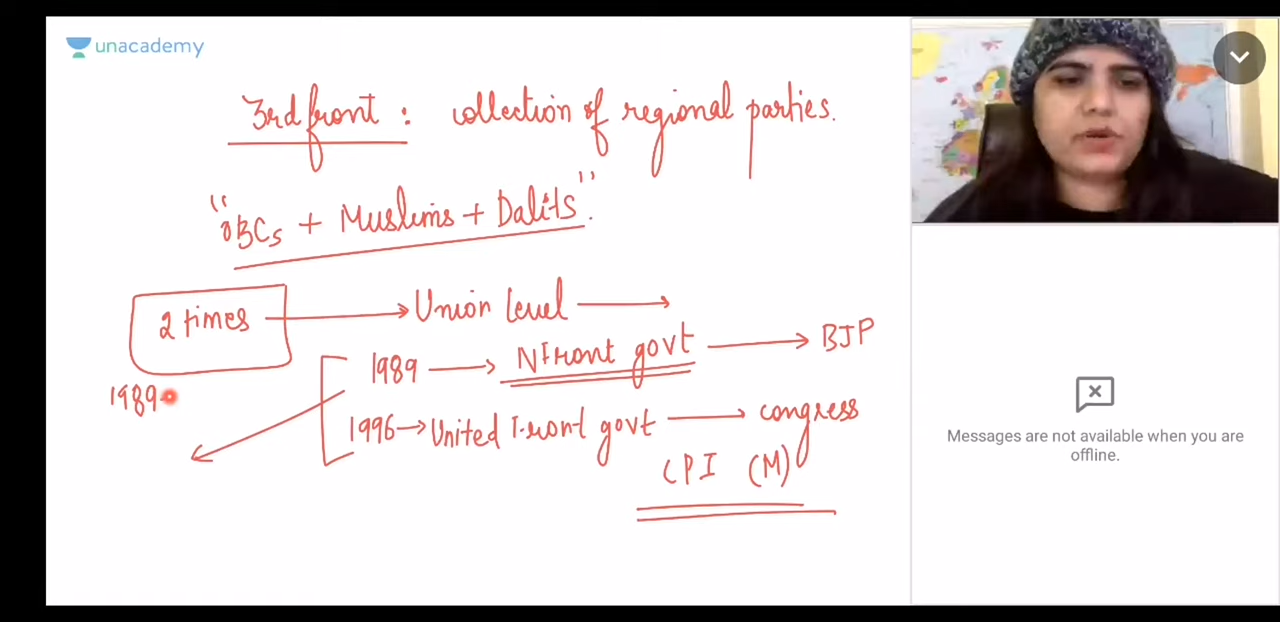 unacademy
3rd front : collection of regional parties.
"OBCs + Muslims + Dalits".
2 times → Union level →
1989 → N Front govt → BJP
1989
1996 → United Front govt → congress
CPI (M)
Messages are not available when you are
offline.